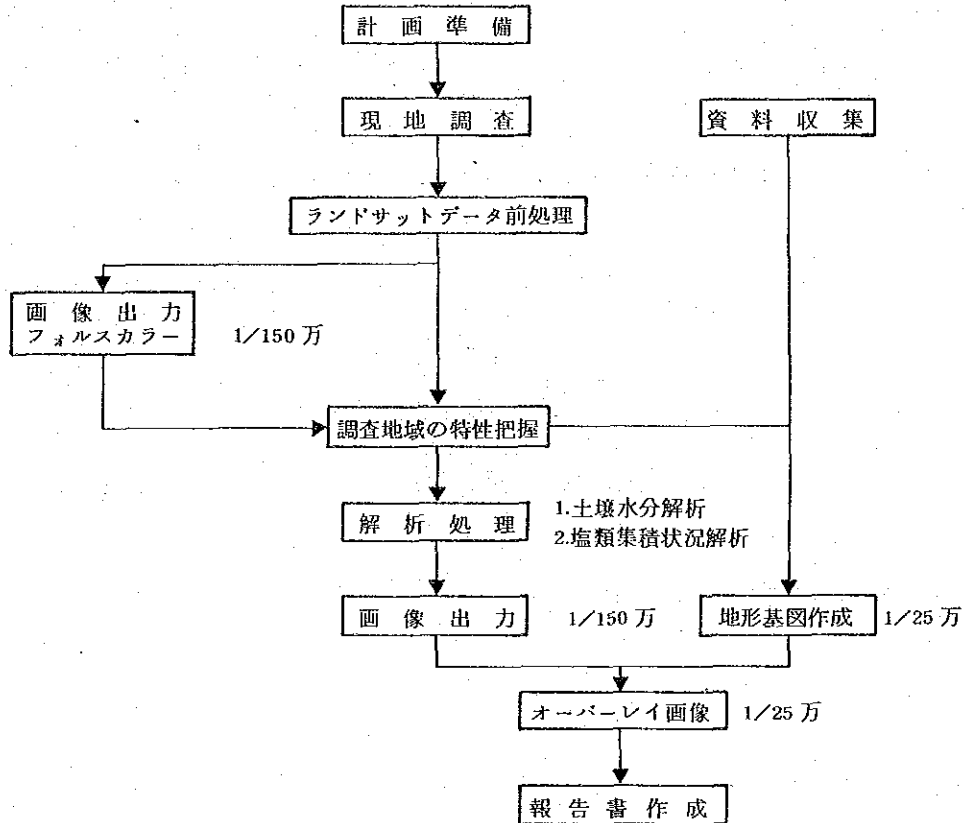 計画準備
現地調査
資料収集
ランドサットデータ前処理
画像出力
フォルスカラー
1/150万
調査地域の特性把握
解析処理
1.土壌水分解析
2.塩類集積状況解析
画像出力
1/150万
地形基図作成
1/25万
オーバーレイ画像
1/25万
報告書作成